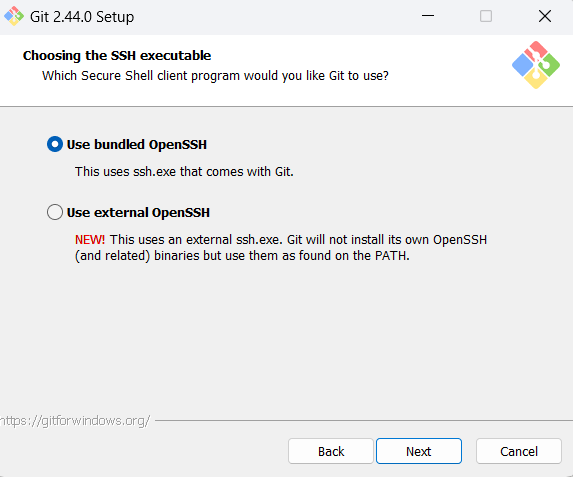 Git 2.44.0 Setup
Choosing the SSH executable
Which Secure Shell client program would you like Git to use?
Use bundled OpenSSH
This uses ssh.exe that comes with Git.
Use external OpenSSH
NEW! This uses an external ssh.exe. Git will not install its own OpenSSH
(and related) binaries but use them as found on the PATH.
https://gitforwindows.org/
Back
Next
Cancel